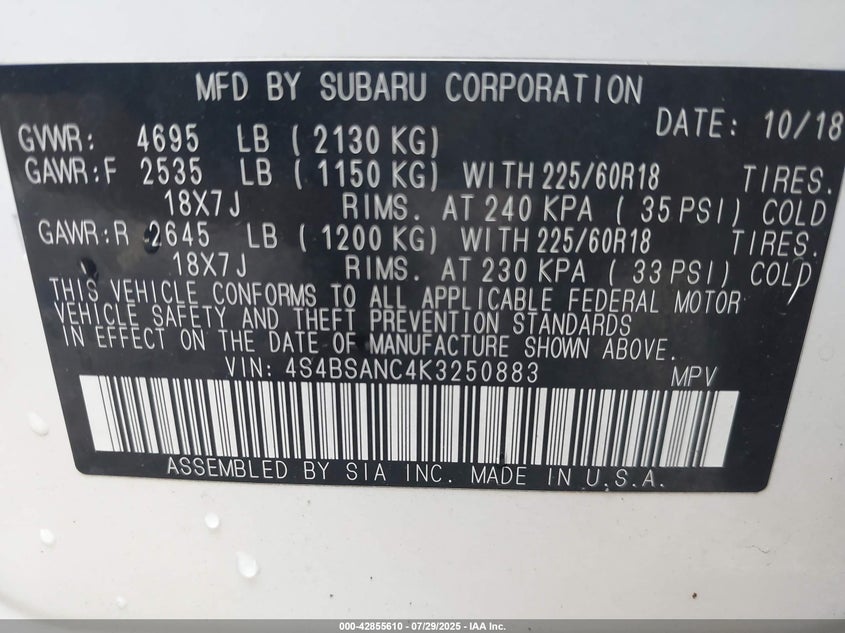 MFD BY SUBARU CORPORATION
DATE: 10/18
GVWR: 4695 LB ( 2130 KG)
GAWR:F 2535 LB ( 1150 KG) WITH 225/60R18 TIRES.
18X7J RIMS. AT 240 KPA ( 35 PSI) COLD
GAWR:R 2645 LB ( 1200 KG) WITH 225/60R18 TIRES.
18X7J RIMS. AT 230 KPA ( 33 PSI) COLD
THIS VEHICLE CONFORMS TO ALL APPLICABLE FEDERAL MOTOR
VEHICLE SAFETY AND THEFT PREVENTION STANDARDS
IN EFFECT ON THE DATE OF MANUFACTURE SHOWN ABOVE.
VIN: 4S4BSANC4K3250883 MPV
ASSEMBLED BY SIA INC. MADE IN U.S.A.
000-42855610 - 07/29/2025 - IAA Inc.